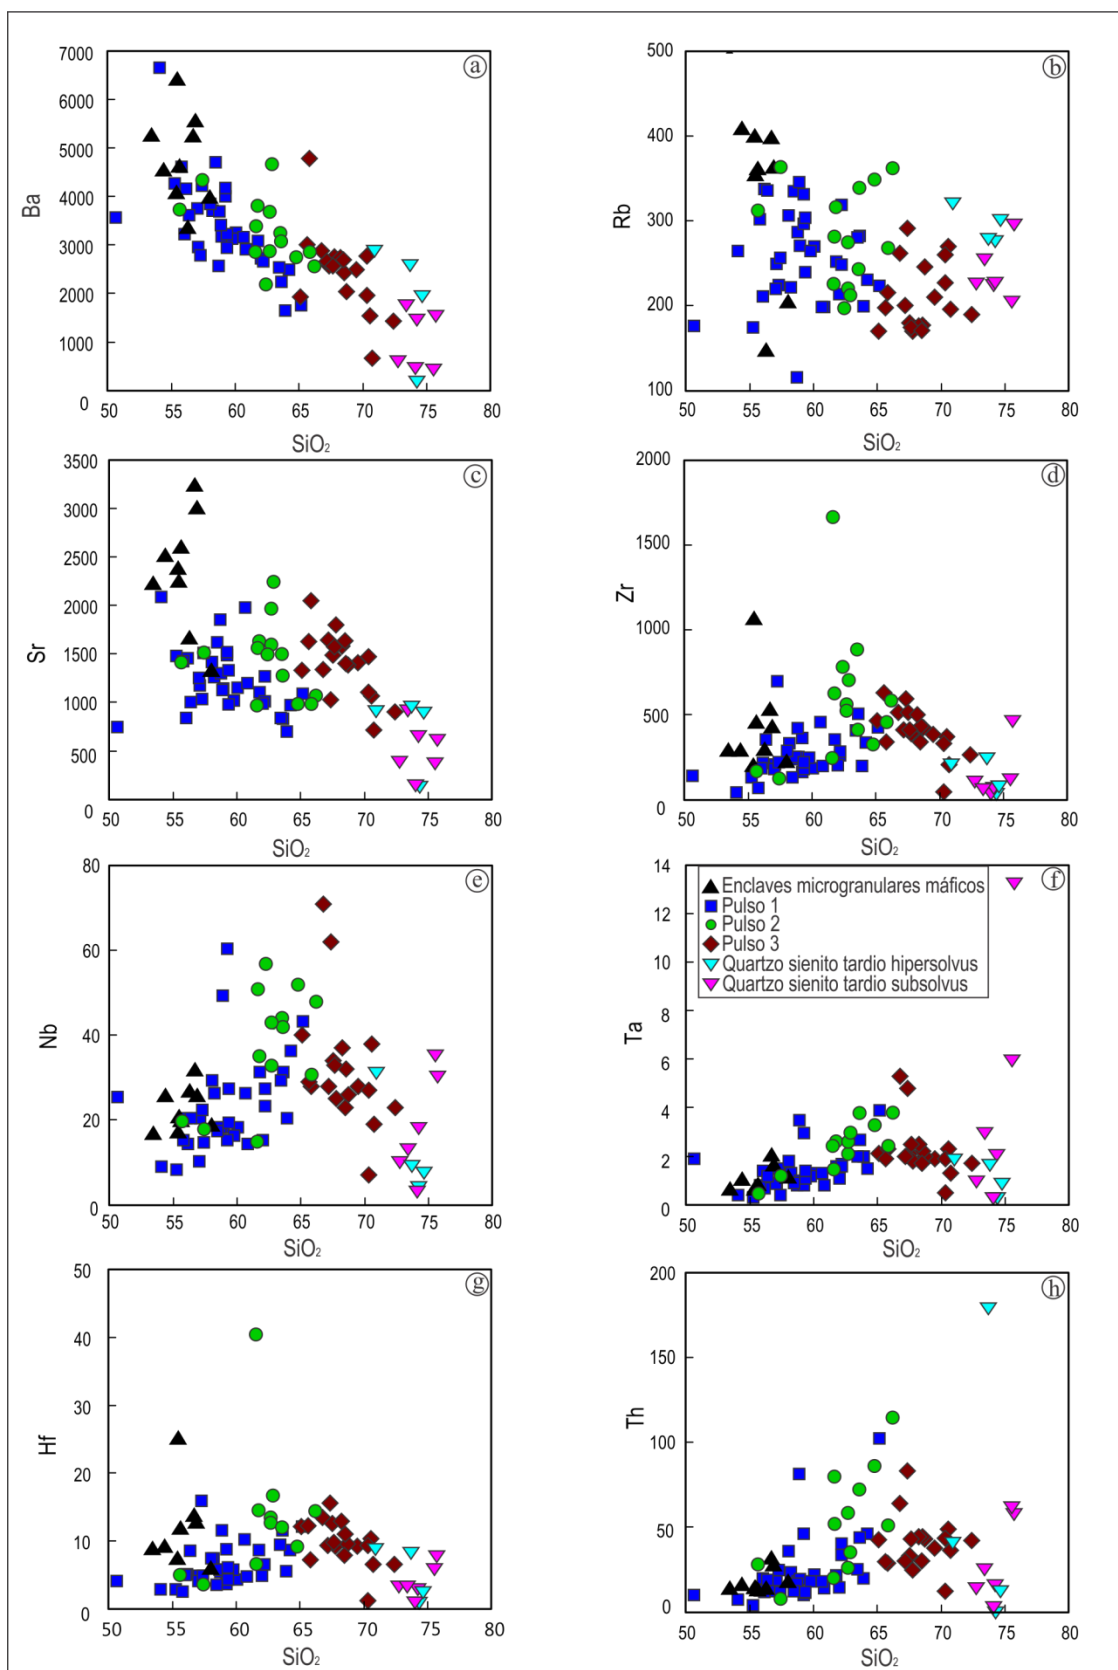 7000
6000
5000
4000
3000
2000
1000
0
Ba
50 55 60 65 70 75 80
SiO₂
a
500
400
300
200
100
Rb
50 55 60 65 70 75 80
SiO₂
b
3500
3000
2500
2000
1500
1000
500
0
Sr
50 55 60 65 70 75 80
SiO₂
c
2000
1500
1000
500
0
Zr
50 55 60 65 70 75 80
SiO₂
d
80
60
40
20
0
Nb
50 55 60 65 70 75 80
SiO₂
e
14
12
10
8
6
4
2
0
Ta
50 55 60 65 70 75 80
SiO₂
f
Enclaves microgranulares máficos
Pulso 1
Pulso 2
Pulso 3
Quartzo sienito tardio hipersolvus
Quartzo sienito tardio subsolvus
50
40
30
20
10
0
Hf
50 55 60 65 70 75 80
SiO₂
g
200
150
100
50
0
Th
50 55 60 65 70 75 80
SiO₂
h